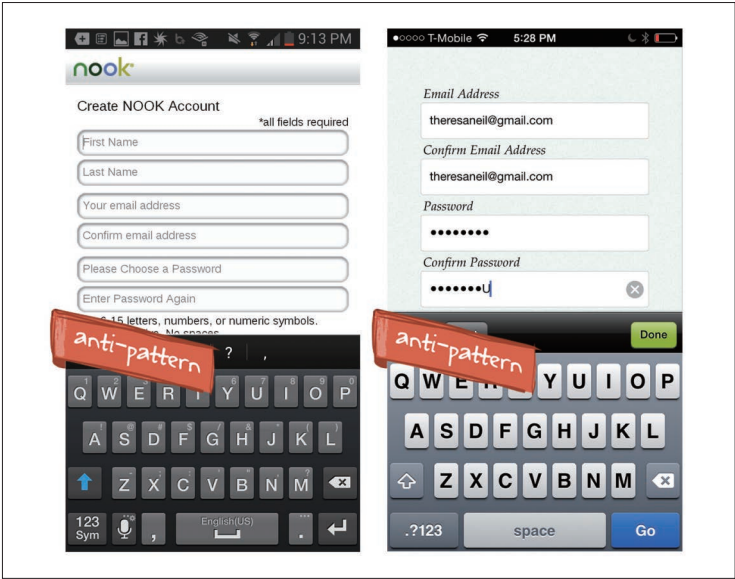 9:13 PM
nook
Create NOOK Account
*all fields required
First Name
Last Name
Your email address
Confirm email address
Please Choose a Password
Enter Password Again
15 letters, numbers, or numeric symbols.
No spaces
anti-pattern
? ,
Q W E R T Y U I O P
A S D F G H J K L
Z X C V B N M
123
Sym , English(US) .
T-Mobile 5:28 PM
Email Address
theresaneil@gmail.com
Confirm Email Address
theresaneil@gmail.com
Password
••••••••
Confirm Password
•••••••U
anti-pattern
Done
Q W E Y U I O P
A S D F G H J K L
Z X C V B N M
.?123 space Go